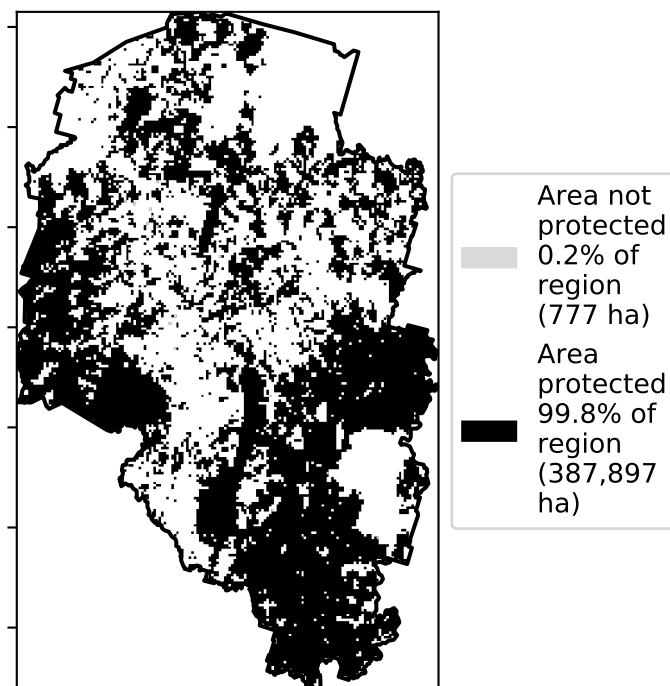 Area not
protected
0.2% of
region
(777 ha)
Area
protected
99.8% of
region
(387,897
ha)